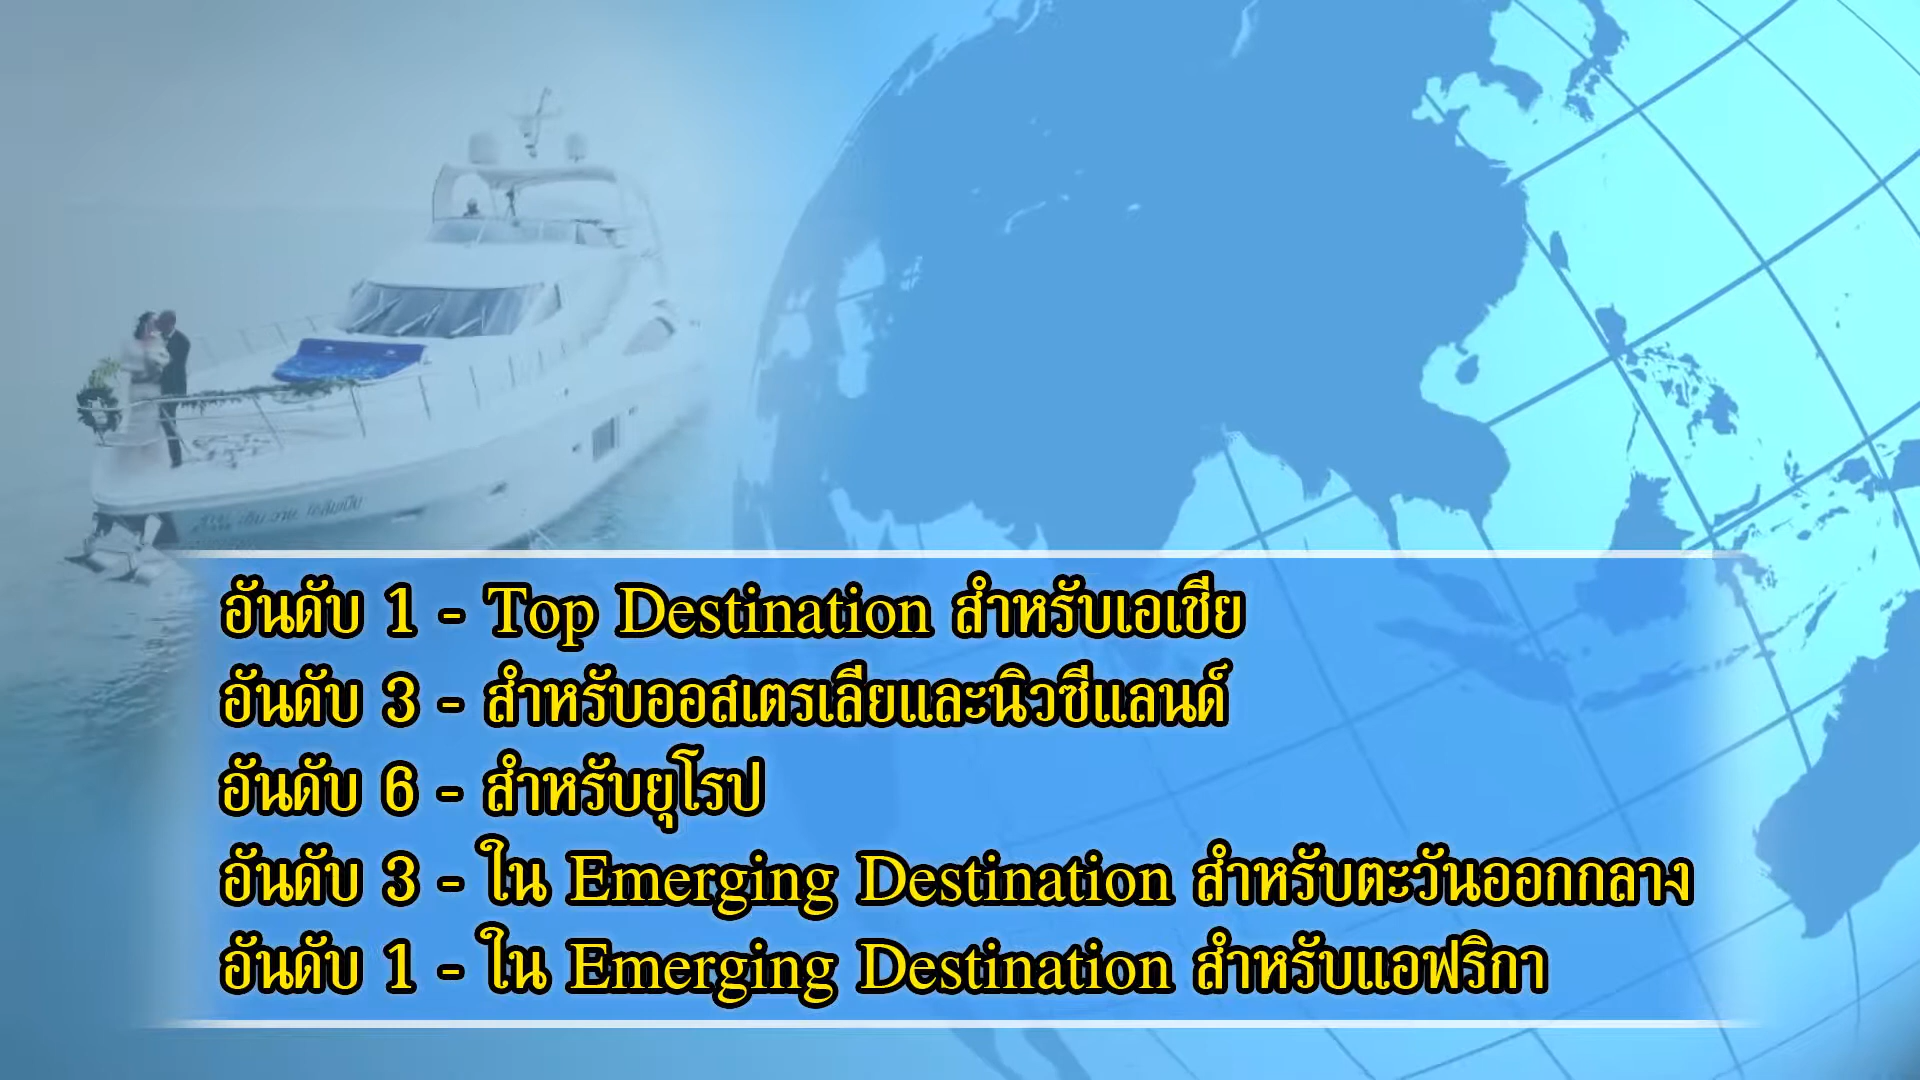 อันดับ 1 - Top Destination สำหรับเอเชีย
อันดับ 3 - สำหรับออสเตรเลียและนิวซีแลนด์
อันดับ 6 - สำหรับยุโรป
อันดับ 3 - ใน Emerging Destination สำหรับตะวันออกกลาง
อันดับ 1 - ใน Emerging Destination สำหรับแอฟริกา